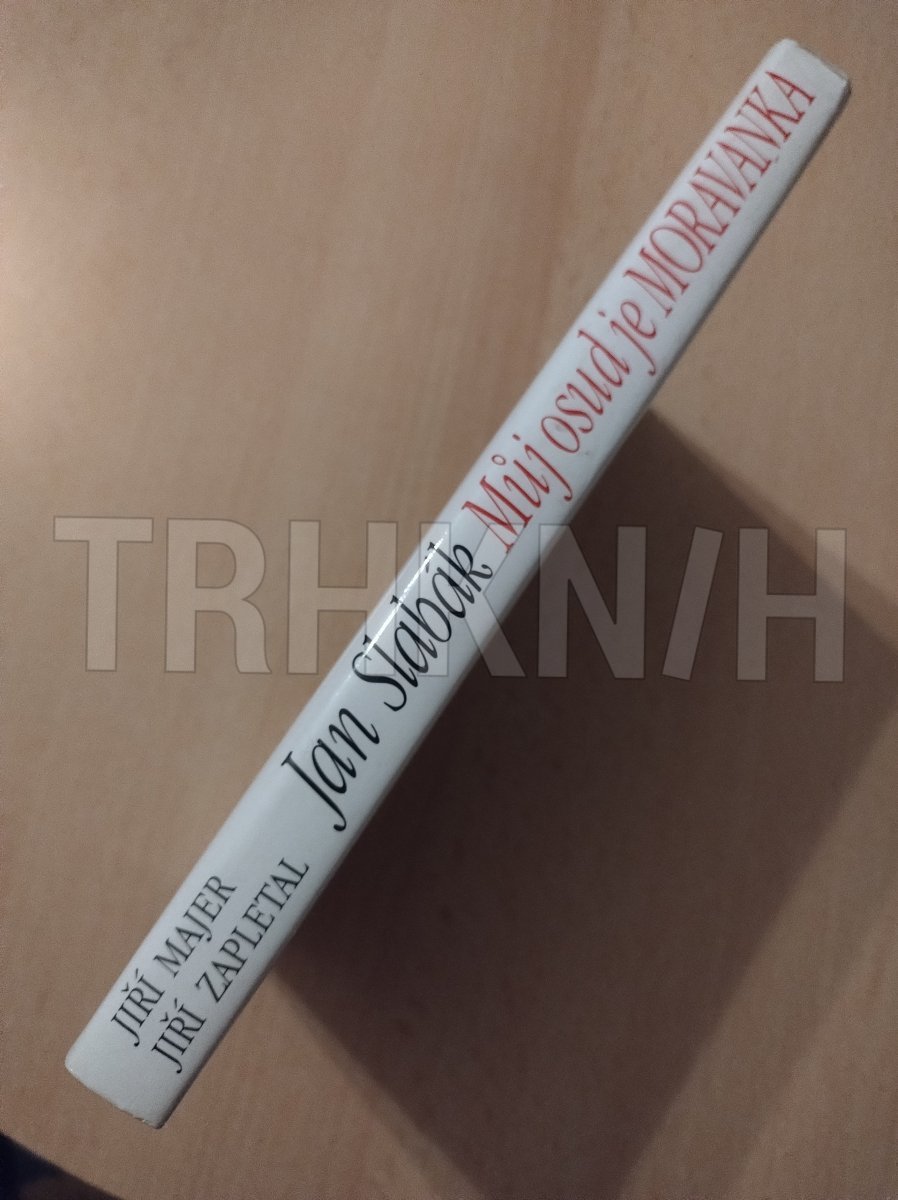 JIŘÍ MAJER
JIŘÍ ZAPLETAL
Jan Slabák Můj osud je MORAVANKA
TRHKNIH